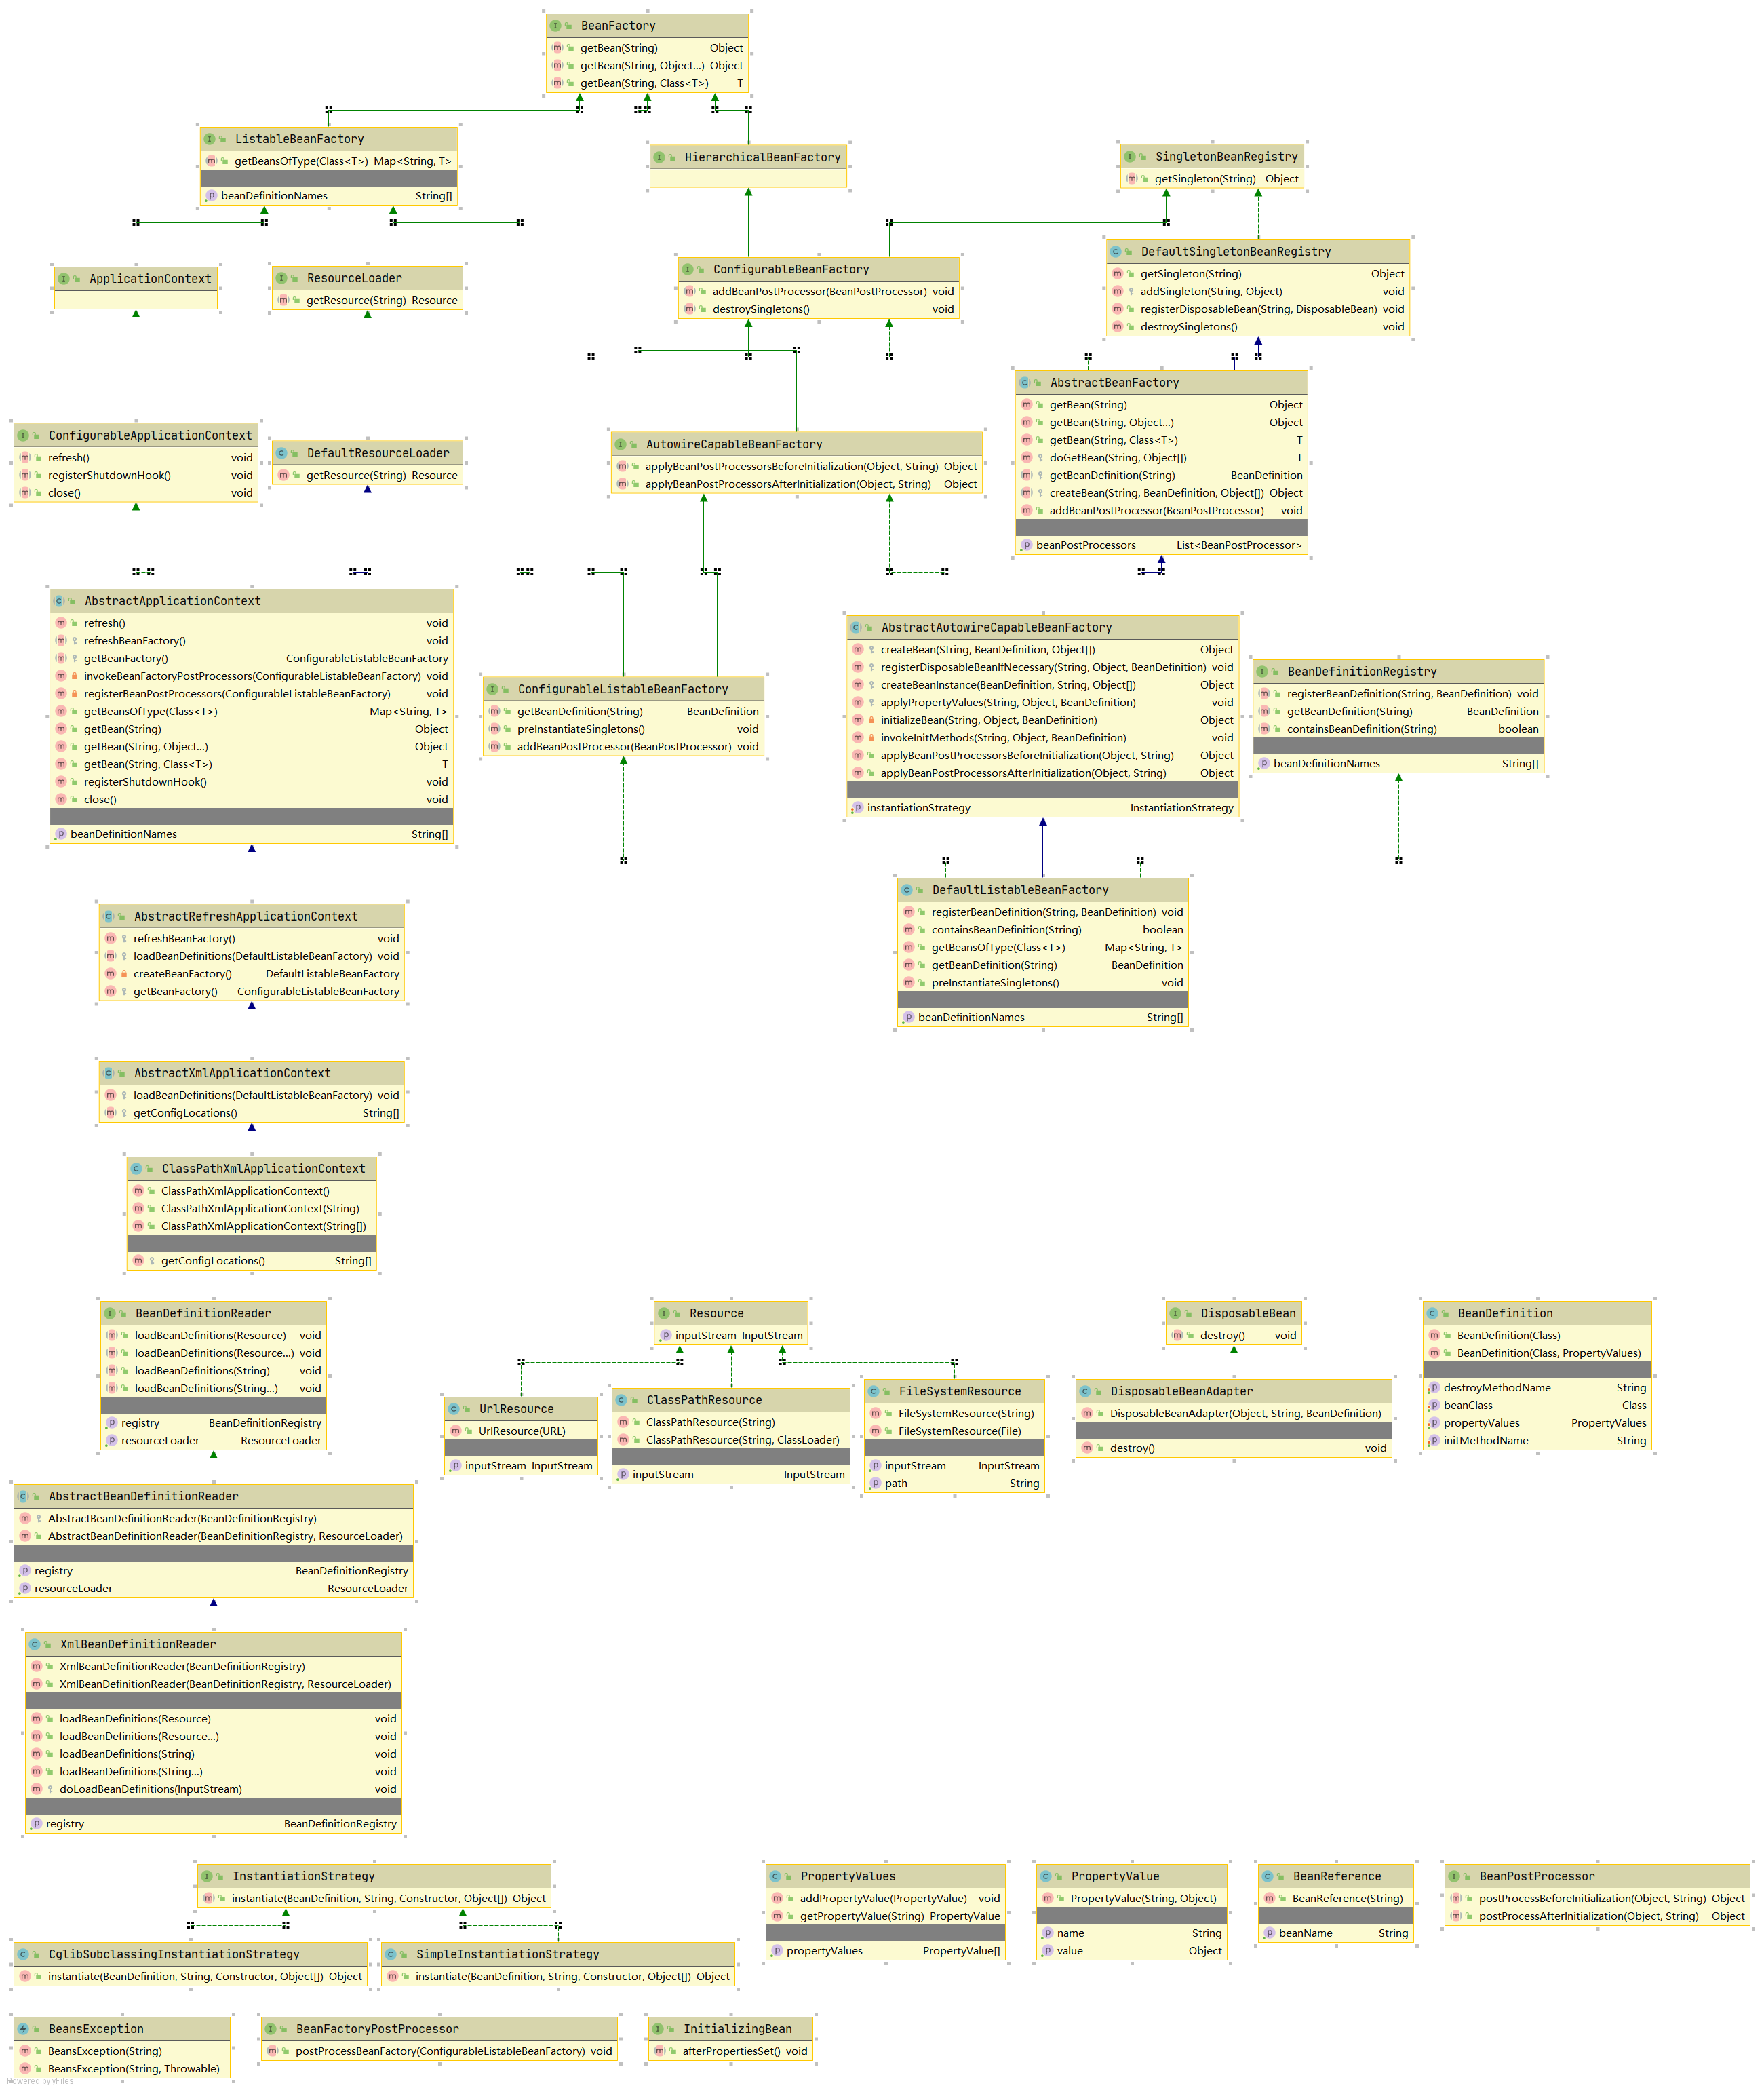 BeanFactory
getBean(String) Object
getBean(String, Object...) Object
getBean(String, Class<T>) T
ListableBeanFactory
getBeansOfType(Class<T>) Map<String, T>
beanDefinitionNames String[]
HierarchicalBeanFactory
SingletonBeanRegistry
getSingleton(String) Object
ApplicationContext
ResourceLoader
getResource(String) Resource
ConfigurableBeanFactory
addBeanPostProcessor(BeanPostProcessor) void
destroySingletons() void
DefaultSingletonBeanRegistry
getSingleton(String) Object
addSingleton(String, Object) void
registerDisposableBean(String, DisposableBean) void
destroySingletons() void
ConfigurableApplicationContext
refresh() void
registerShutdownHook() void
close() void
DefaultResourceLoader
getResource(String) Resource
AutowireCapableBeanFactory
applyBeanPostProcessorsBeforeInitialization(Object, String) Object
applyBeanPostProcessorsAfterInitialization(Object, String) Object
AbstractBeanFactory
getBean(String) Object
getBean(String, Object...) Object
getBean(String, Class<T>) T
doGetBean(String, Object[]) T
getBeanDefinition(String) BeanDefinition
createBean(String, BeanDefinition, Object[]) Object
addBeanPostProcessor(BeanPostProcessor) void
beanPostProcessors List<BeanPostProcessor>
AbstractApplicationContext
refresh() void
refreshBeanFactory() void
getBeanFactory() ConfigurableListableBeanFactory
invokeBeanFactoryPostProcessors(ConfigurableListableBeanFactory) void
registerBeanPostProcessors(ConfigurableListableBeanFactory) void
getBeansOfType(Class<T>) Map<String, T>
getBean(String) Object
getBean(String, Object...) Object
getBean(String, Class<T>) T
registerShutdownHook() void
close() void
beanDefinitionNames String[]
ConfigurableListableBeanFactory
getBeanDefinition(String) BeanDefinition
preInstantiateSingletons() void
addBeanPostProcessor(BeanPostProcessor) void
AbstractAutowireCapableBeanFactory
createBean(String, BeanDefinition, Object[]) Object
registerDisposableBeanIfNecessary(String, Object, BeanDefinition) void
createBeanInstance(BeanDefinition, String, Object[]) Object
applyPropertyValues(String, Object, BeanDefinition) void
initializeBean(String, Object, BeanDefinition) Object
invokeInitMethods(String, Object, BeanDefinition) void
applyBeanPostProcessorsBeforeInitialization(Object, String) Object
applyBeanPostProcessorsAfterInitialization(Object, String) Object
instantiationStrategy InstantiationStrategy
BeanDefinitionRegistry
registerBeanDefinition(String, BeanDefinition) void
getBeanDefinition(String) BeanDefinition
containsBeanDefinition(String) boolean
beanDefinitionNames String[]
DefaultListableBeanFactory
registerBeanDefinition(String, BeanDefinition) void
containsBeanDefinition(String) boolean
getBeansOfType(Class<T>) Map<String, T>
getBeanDefinition(String) BeanDefinition
preInstantiateSingletons() void
beanDefinitionNames String[]
AbstractRefreshApplicationContext
refreshBeanFactory() void
loadBeanDefinitions(DefaultListableBeanFactory) void
createBeanFactory() DefaultListableBeanFactory
getBeanFactory() ConfigurableListableBeanFactory
AbstractXmlApplicationContext
loadBeanDefinitions(DefaultListableBeanFactory) void
getConfigLocations() String[]
ClassPathXmlApplicationContext
ClassPathXmlApplicationContext()
ClassPathXmlApplicationContext(String)
ClassPathXmlApplicationContext(String[])
getConfigLocations() String[]
BeanDefinitionReader
loadBeanDefinitions(Resource) void
loadBeanDefinitions(Resource...) void
loadBeanDefinitions(String) void
loadBeanDefinitions(String...) void
registry BeanDefinitionRegistry
resourceLoader ResourceLoader
Resource
inputStream InputStream
UrlResource
UrlResource(URL)
inputStream InputStream
ClassPathResource
ClassPathResource(String)
ClassPathResource(String, ClassLoader)
inputStream InputStream
FileSystemResource
FileSystemResource(String)
FileSystemResource(File)
inputStream InputStream
path String
DisposableBean
destroy() void
DisposableBeanAdapter
DisposableBeanAdapter(Object, String, BeanDefinition)
destroy() void
BeanDefinition
BeanDefinition(Class)
BeanDefinition(Class, PropertyValues)
destroyMethodName String
beanClass Class
propertyValues PropertyValues
initMethodName String
AbstractBeanDefinitionReader
AbstractBeanDefinitionReader(BeanDefinitionRegistry)
AbstractBeanDefinitionReader(BeanDefinitionRegistry, ResourceLoader)
registry BeanDefinitionRegistry
resourceLoader ResourceLoader
XmlBeanDefinitionReader
XmlBeanDefinitionReader(BeanDefinitionRegistry)
XmlBeanDefinitionReader(BeanDefinitionRegistry, ResourceLoader)
loadBeanDefinitions(Resource) void
loadBeanDefinitions(Resource...) void
loadBeanDefinitions(String) void
loadBeanDefinitions(String...) void
doLoadBeanDefinitions(InputStream) void
registry BeanDefinitionRegistry
InstantiationStrategy
instantiate(BeanDefinition, String, Constructor, Object[]) Object
CglibSubclassingInstantiationStrategy
instantiate(BeanDefinition, String, Constructor, Object[]) Object
SimpleInstantiationStrategy
instantiate(BeanDefinition, String, Constructor, Object[]) Object
PropertyValues
addPropertyValue(PropertyValue) void
getPropertyValue(String) PropertyValue
propertyValues PropertyValue[]
PropertyValue
PropertyValue(String, Object)
name String
value Object
BeanReference
BeanReference(String)
beanName String
BeanPostProcessor
postProcessBeforeInitialization(Object, String) Object
postProcessAfterInitialization(Object, String) Object
BeansException
BeansException(String)
BeansException(String, Throwable)
BeanFactoryPostProcessor
postProcessBeanFactory(ConfigurableListableBeanFactory) void
InitializingBean
afterPropertiesSet() void
Powered by yFiles